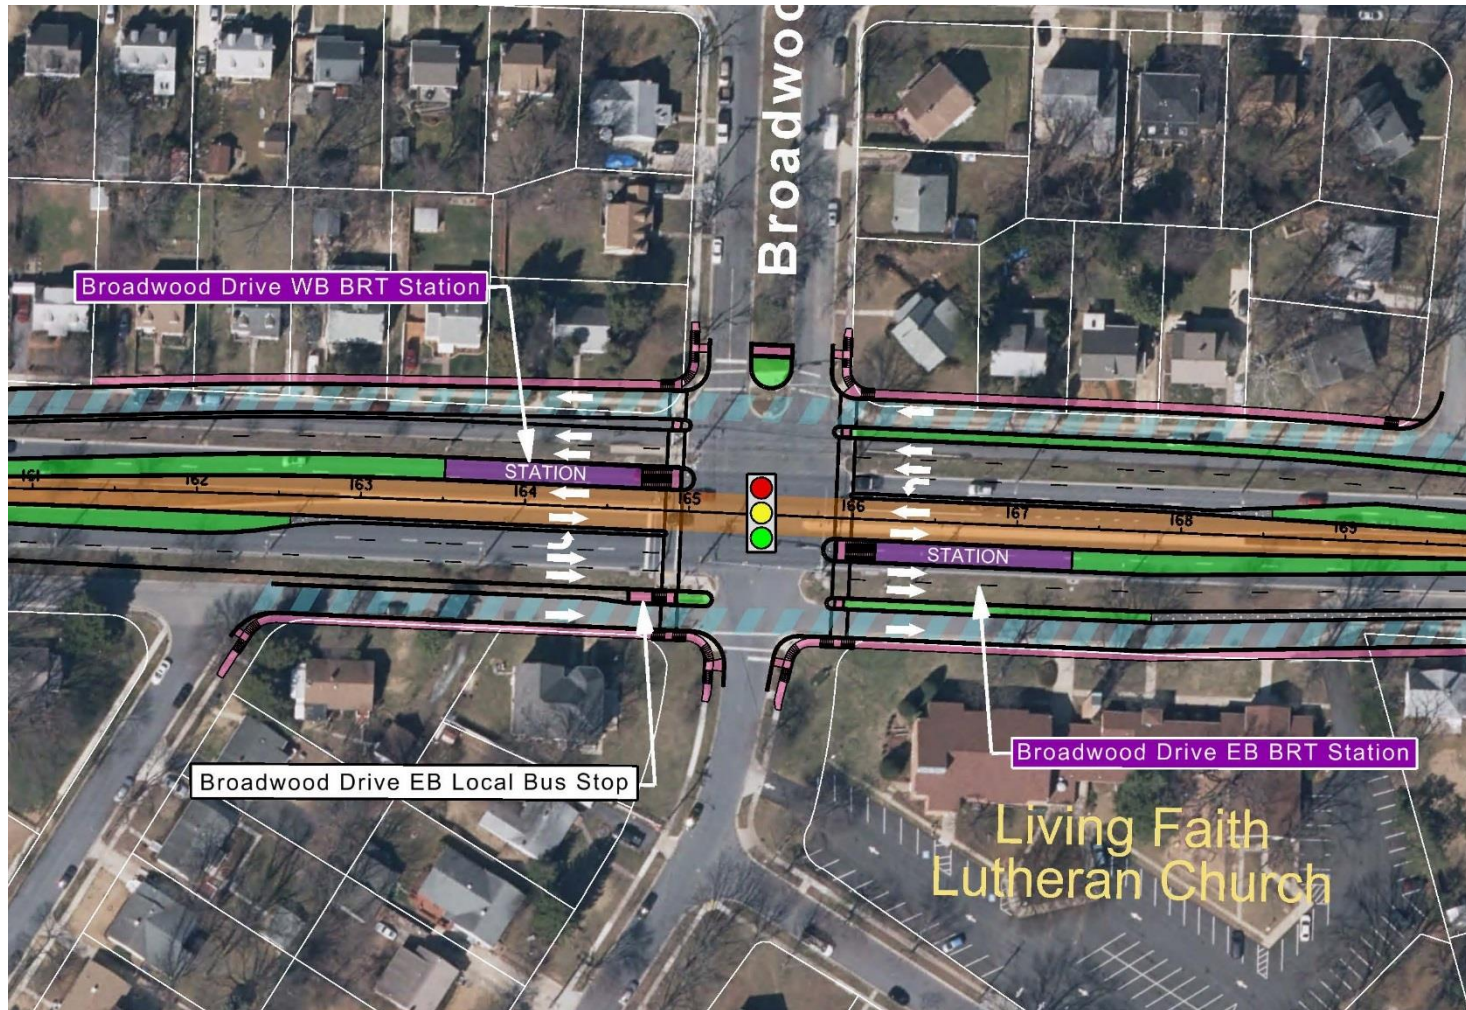 Broadwoo
Broadwood Drive WB BRT Station
STATION
161
162
163
164
165
166
167
168
169
STATION
Broadwood Drive EB BRT Station
Broadwood Drive EB Local Bus Stop
Living Faith
Lutheran Church